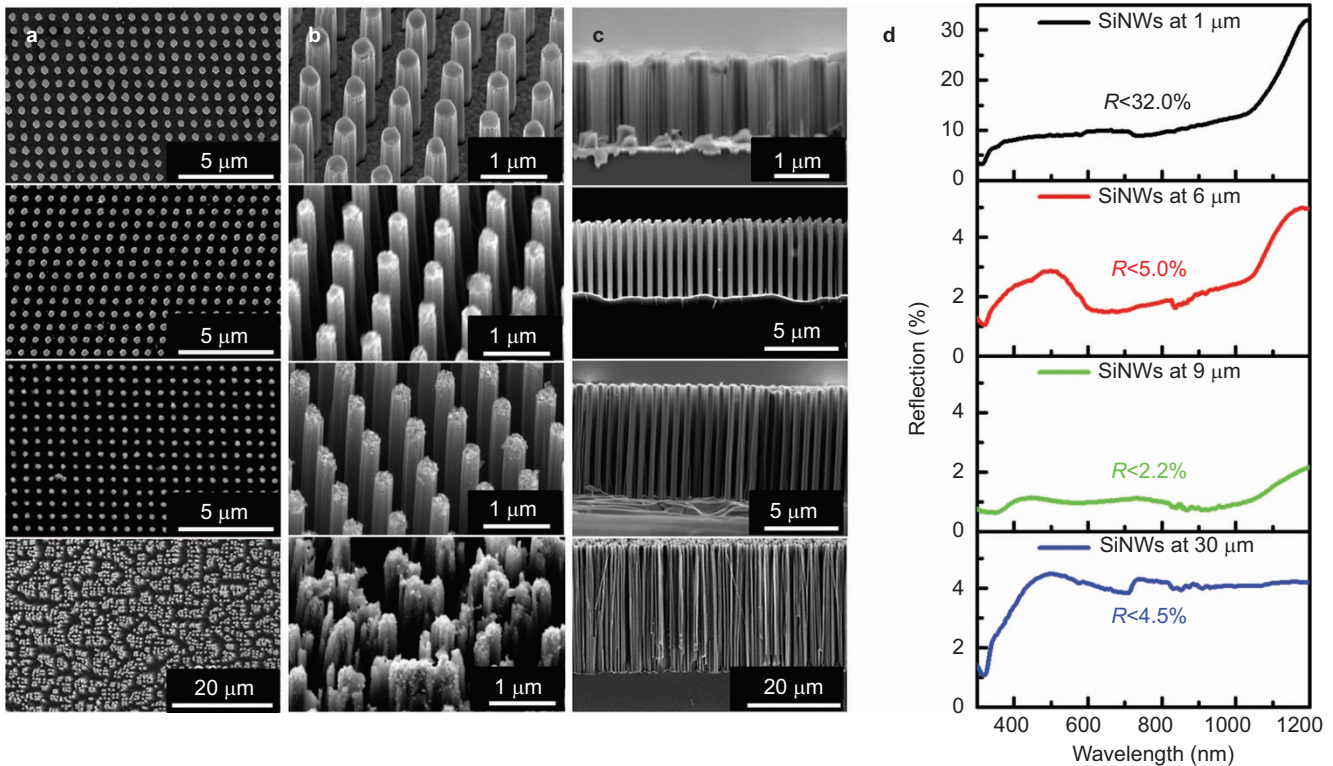 a
b
c
d
5 μm
1 μm
1 μm
5 μm
1 μm
5 μm
5 μm
1 μm
5 μm
20 μm
1 μm
20 μm
Reflection (%)
SiNWs at 1 μm
R<32.0%
30
20
10
0
SiNWs at 6 μm
R<5.0%
4
2
0
SiNWs at 9 μm
R<2.2%
4
2
0
SiNWs at 30 μm
R<4.5%
6
4
2
0
400 600 800 1000 1200
Wavelength (nm)